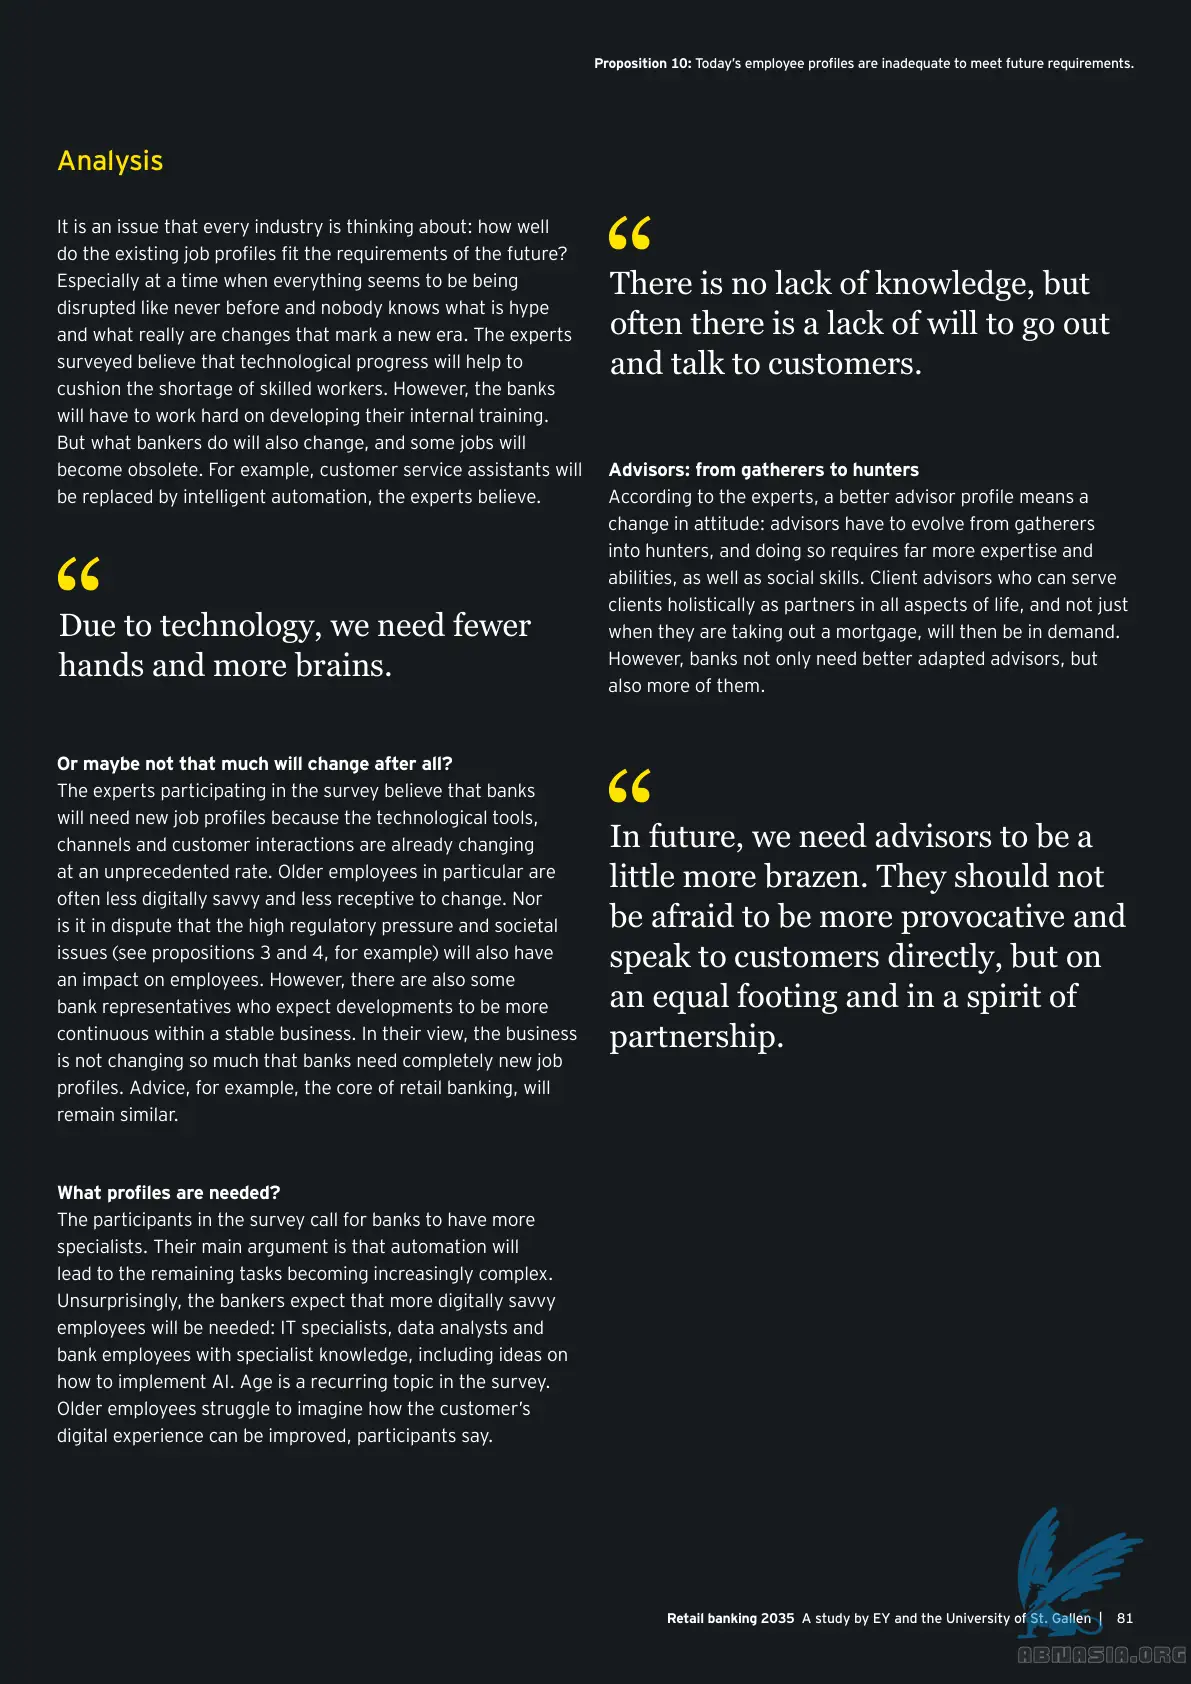 Proposition 10: Today's employee profiles are inadequate to meet future requirements.
Analysis
It is an issue that every industry is thinking about: how well
do the existing job profiles fit the requirements of the future?
Especially at a time when everything seems to be being
disrupted like never before and nobody knows what is hype
and what really are changes that mark a new era. The experts
surveyed believe that technological progress will help to
cushion the shortage of skilled workers. However, the banks
will have to work hard on developing their internal training.
But what bankers do will also change, and some jobs will
become obsolete. For example, customer service assistants will
be replaced by intelligent automation, the experts believe.
“
Due to technology, we need fewer
hands and more brains.
Or maybe not that much will change after all?
The experts participating in the survey believe that banks
will need new job profiles because the technological tools,
channels and customer interactions are already changing
at an unprecedented rate. Older employees in particular are
often less digitally savvy and less receptive to change. Nor
is it in dispute that the high regulatory pressure and societal
issues (see propositions 3 and 4, for example) will also have
an impact on employees. However, there are also some
bank representatives who expect developments to be more
continuous within a stable business. In their view, the business
is not changing so much that banks need completely new job
profiles. Advice, for example, the core of retail banking, will
remain similar.
What profiles are needed?
The participants in the survey call for banks to have more
specialists. Their main argument is that automation will
lead to the remaining tasks becoming increasingly complex.
Unsurprisingly, the bankers expect that more digitally savvy
employees will be needed: IT specialists, data analysts and
bank employees with specialist knowledge, including ideas on
how to implement AI. Age is a recurring topic in the survey.
Older employees struggle to imagine how the customer's
digital experience can be improved, participants say.
“
There is no lack of knowledge, but
often there is a lack of will to go out
and talk to customers.
Advisors: from gatherers to hunters
According to the experts, a better advisor profile means a
change in attitude: advisors have to evolve from gatherers
into hunters, and doing so requires far more expertise and
abilities, as well as social skills. Client advisors who can serve
clients holistically as partners in all aspects of life, and not just
when they are taking out a mortgage, will then be in demand.
However, banks not only need better adapted advisors, but
also more of them.
“
In future, we need advisors to be a
little more brazen. They should not
be afraid to be more provocative and
speak to customers directly, but on
an equal footing and in a spirit of
partnership.
Retail banking 2035 A study by EY and the University of St. Gallen | 81
ABNASIA.ORG